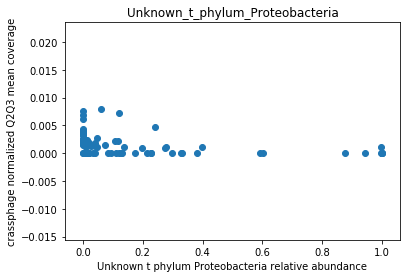 Unknown_t_phylum_Proteobacteria
crassphage normalized Q2Q3 mean coverage
0.020
0.015
0.010
0.005
0.000
−0.005
−0.010
−0.015
0.0 0.2 0.4 0.6 0.8 1.0
Unknown t phylum Proteobacteria relative abundance